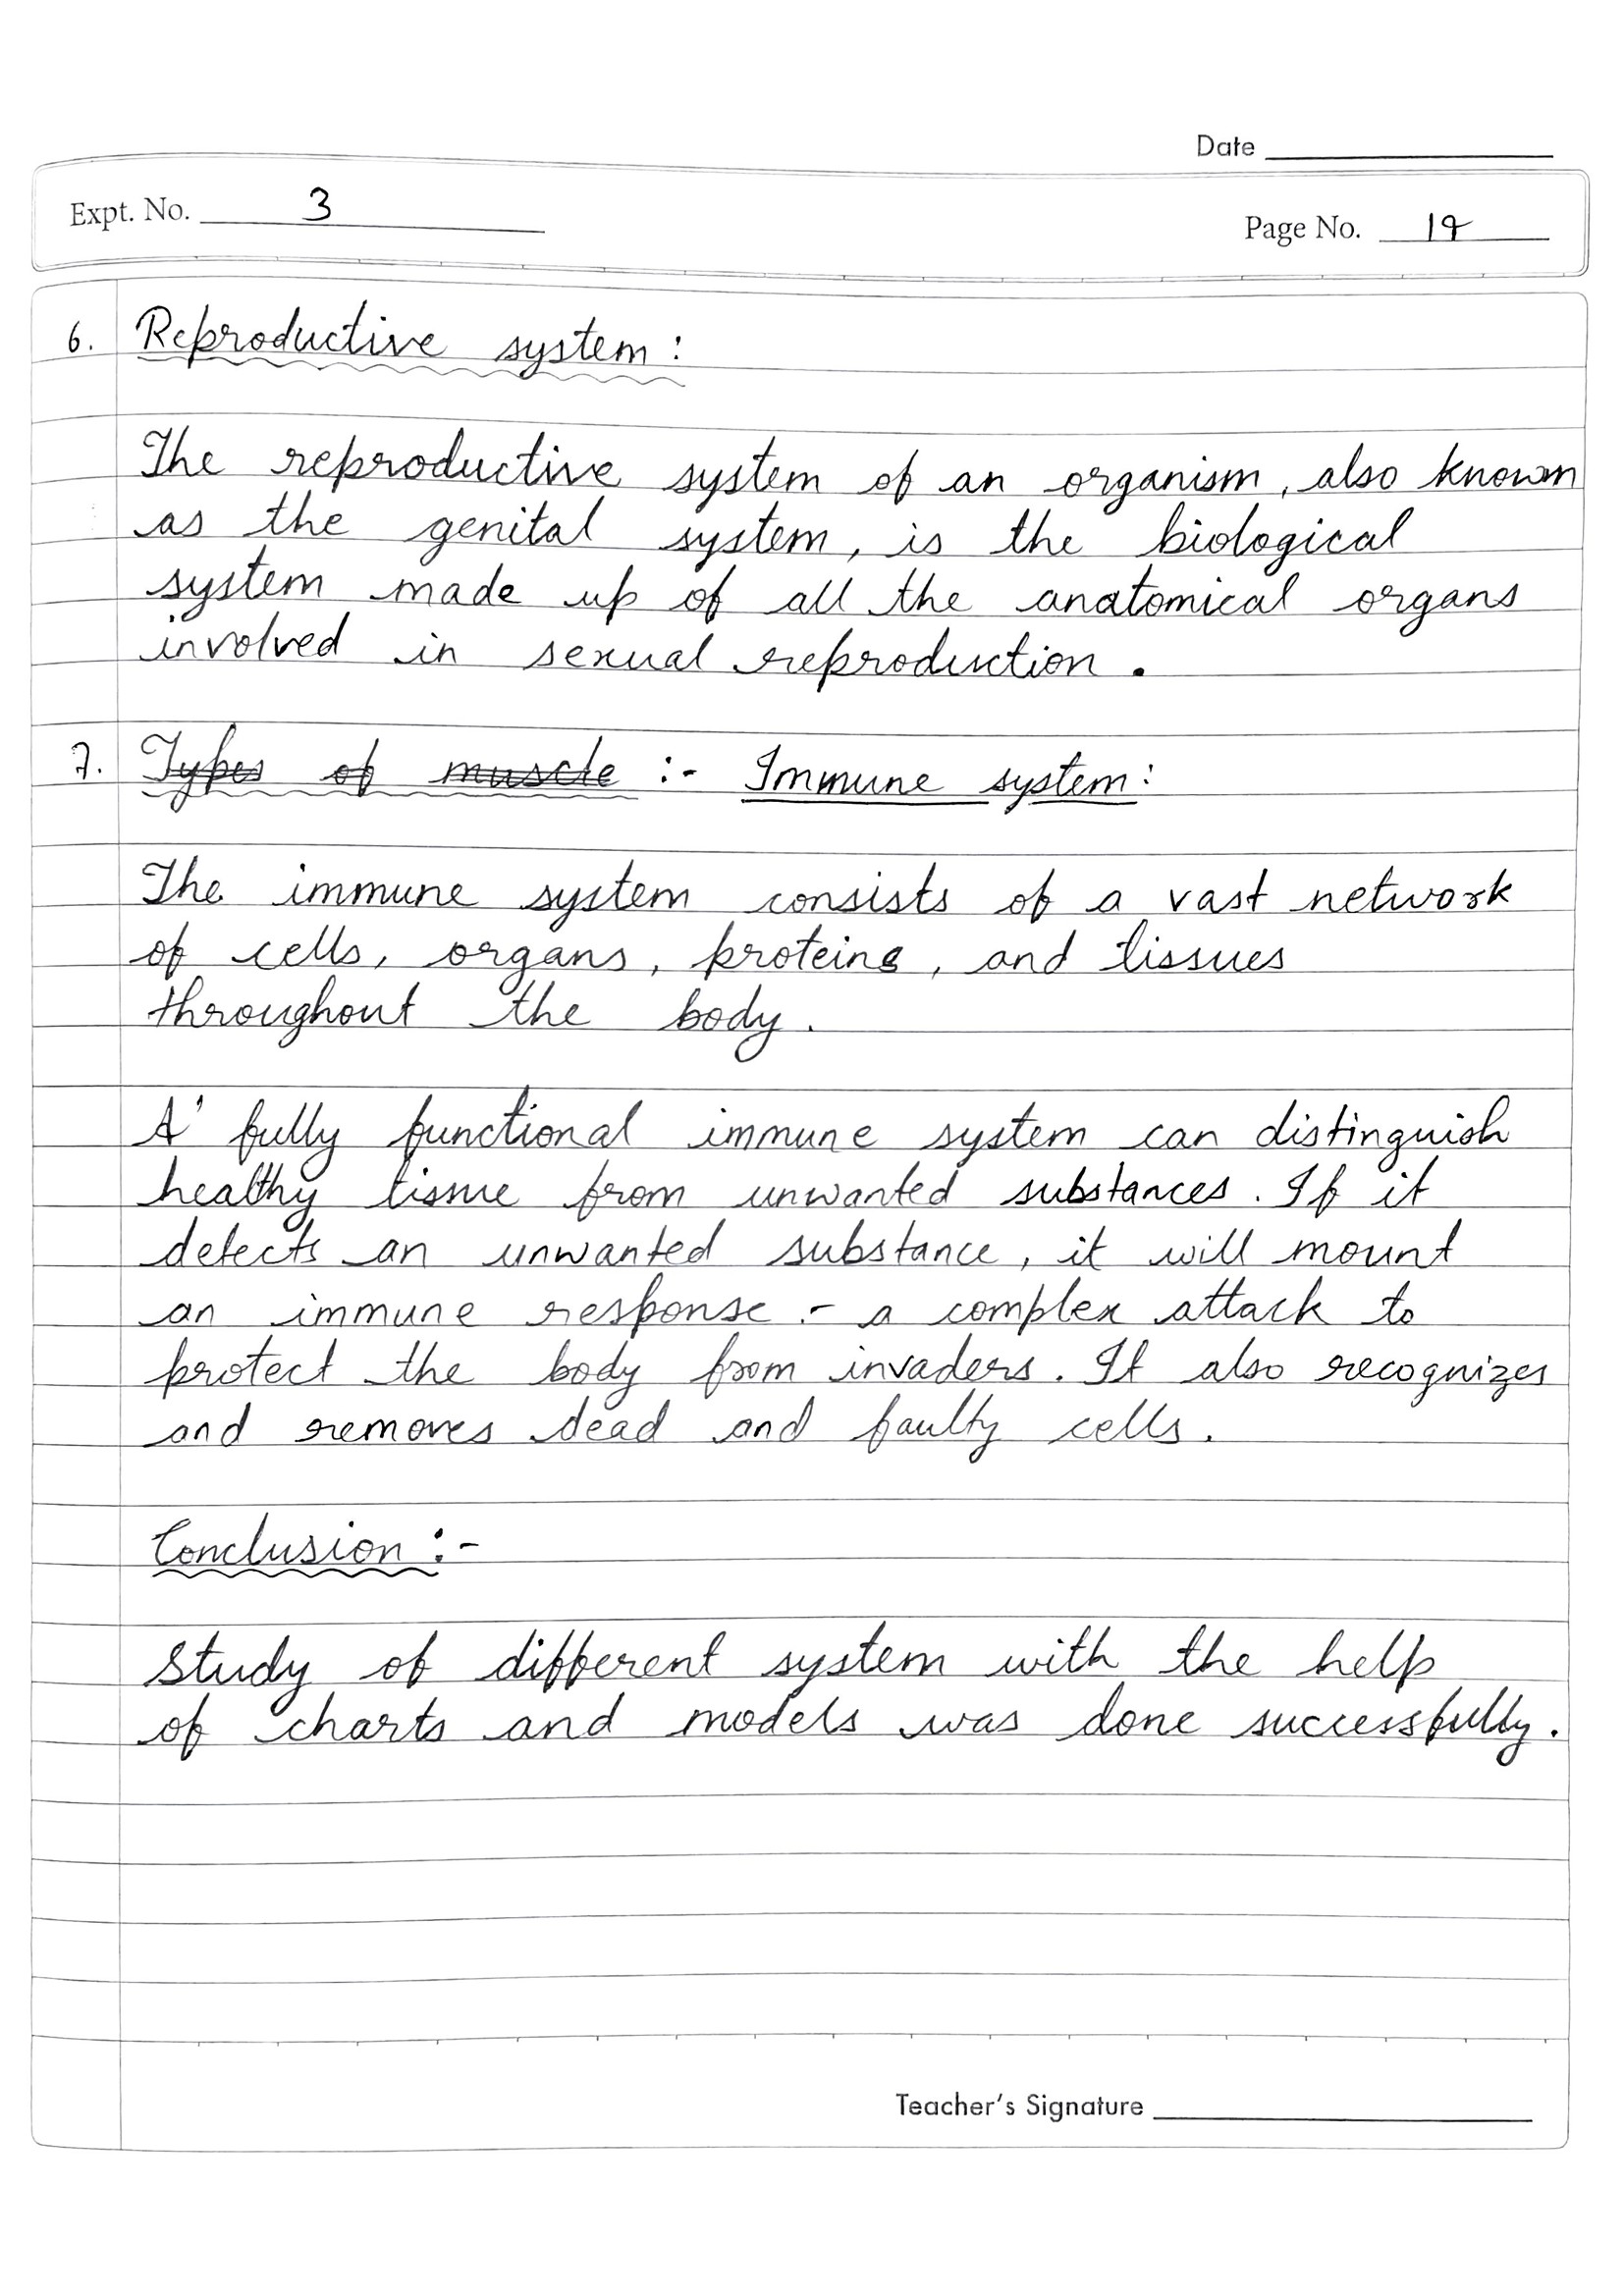 Date
Expt. No. 3
Page No. 19
6. Reproductive system :
The reproductive system of an organism, also known
as the genital system, is the biological
system made up of all the anatomical organs
involved in sexual reproduction .
7. Types of muscle :- Immune system :
The immune system consists of a vast network
of cells, organs, proteins, and tissues
throughout the body .
A fully functional immune system can distinguish
healthy tissue from unwanted substances . If it
detects an unwanted substance, it will mount
an immune response - a complex attack to
protect the body from invaders . It also recognizes
and removes dead and faulty cells .
Conclusion :-
Study of different system with the help
of charts and models was done successfully .
Teacher's Signature